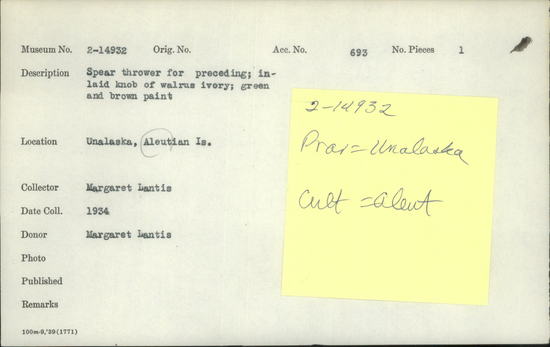 Museum No. 2-14932 Orig. No. Acc. No. 693 No. Pieces 1
Description Spear thrower for preceding; in-
laid knob of walrus ivory; green
and brown paint
Location Unalaska, Aleutian Is.
Collector Margaret Lantis
Date Coll. 1934
Donor Margaret Lantis
Photo
Published
Remarks
100m-9,'39(1771)
2-14932
Prov=Unalaska
Cult =Aleut